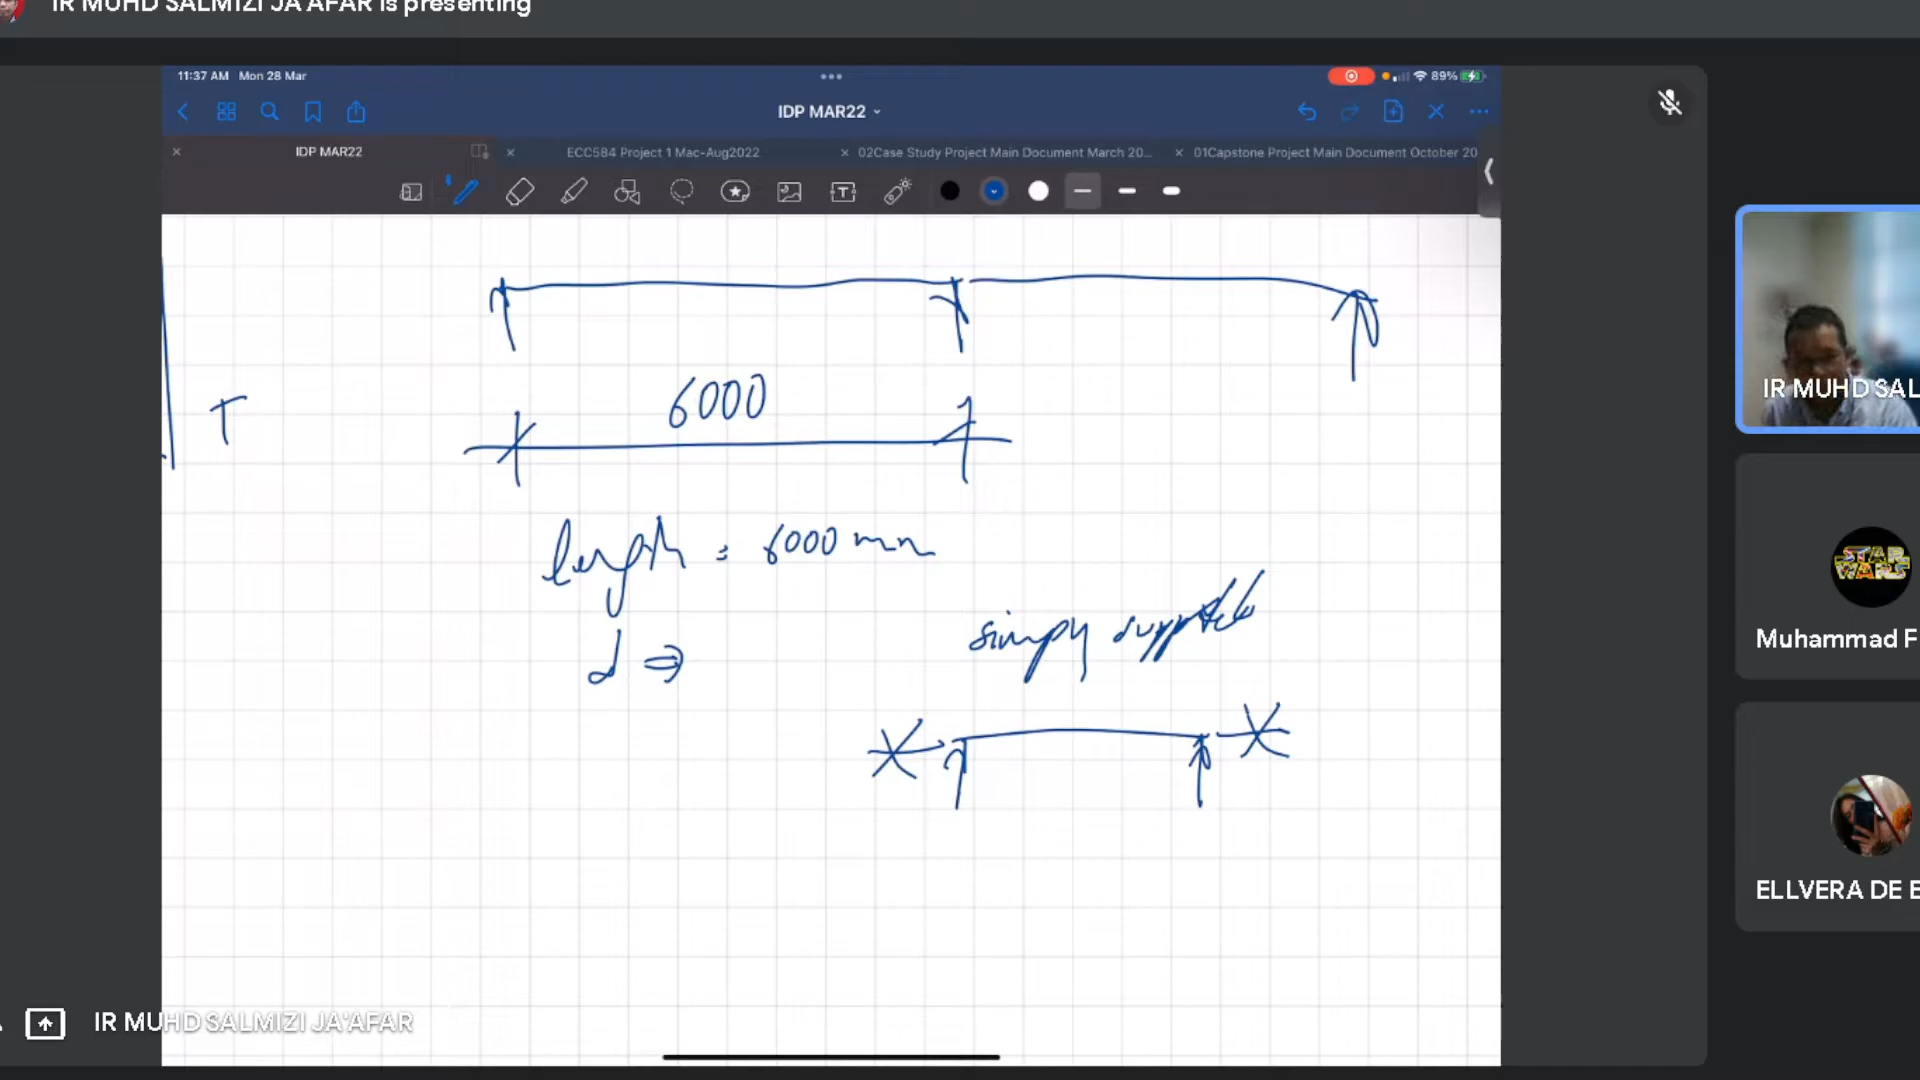 IR MUHD SALMIZI JA'AFAR is presenting
11:37 AM Mon 28 Mar
89%
IDP MAR22
IDP MAR22
ECC584 Project 1 Mac-Aug2022
02Case Study Project Main Document March 20...
01Capstone Project Main Document October 20
T
6000
length = 6000 mm
d ⇒
simply supported
IR MUHD SAL
STAR WARS
Muhammad F
ELLVERA DE E
IR MUHD SALMIZI JA'AFAR